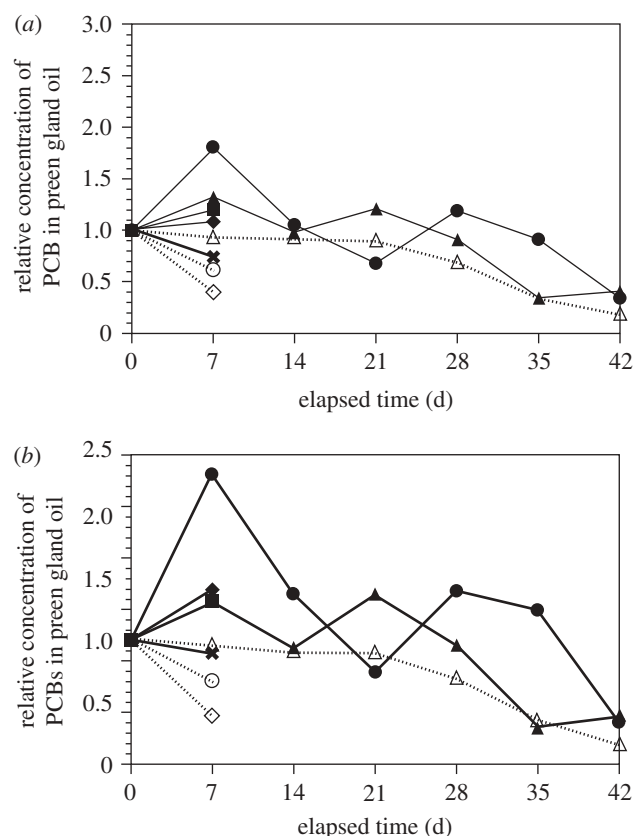 (a)
3.0
2.5
2.0
1.5
1.0
0.5
0
relative concentration of
PCB in preen gland oil
0 7 14 21 28 35 42
elapsed time (d)
(b)
2.5
2.0
1.5
1.0
0.5
0
relative concentration of
PCBs in preen gland oil
0 7 14 21 28 35 42
elapsed time (d)